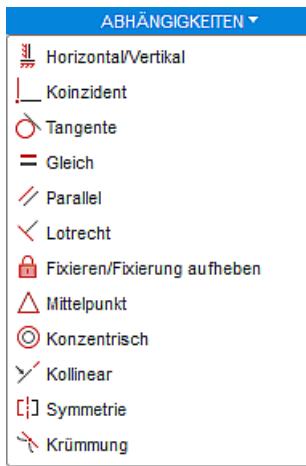 ABHÄNGIGKEITEN
Horizontal/Vertikal
Koinzident
Tangente
Gleich
Parallel
Lotrecht
Fixieren/Fixierung aufheben
Mittelpunkt
Konzentrisch
Kollinear
Symmetrie
Krümmung